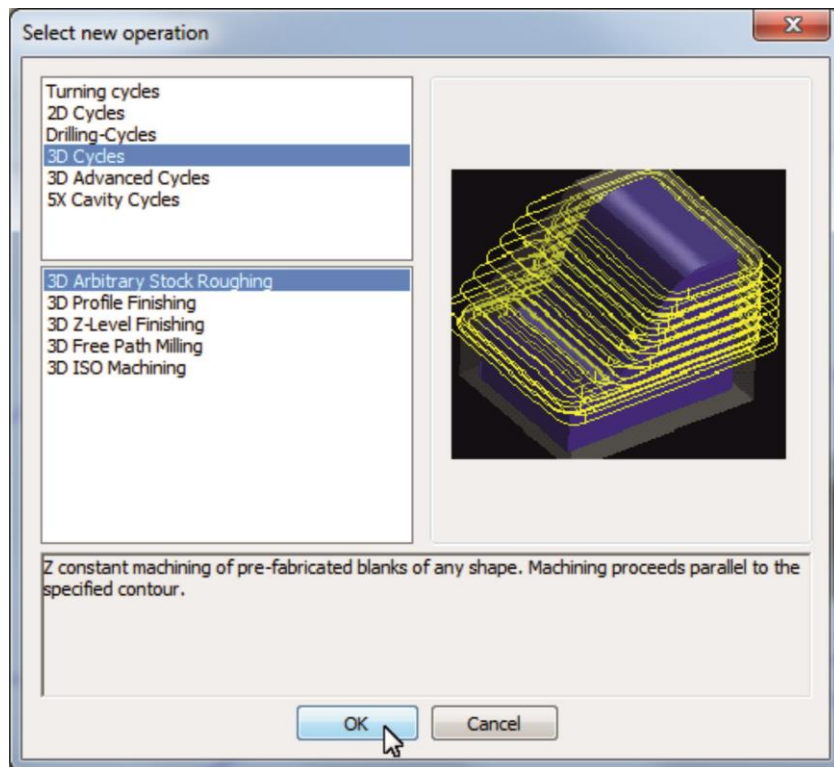 Select new operation
Turning cycles
2D Cycles
Drilling-Cycles
3D Cycles
3D Advanced Cycles
5X Cavity Cycles
3D Arbitrary Stock Roughing
3D Profile Finishing
3D Z-Level Finishing
3D Free Path Milling
3D ISO Machining
Z constant machining of pre-fabricated blanks of any shape. Machining proceeds parallel to the
specified contour.
OK
Cancel